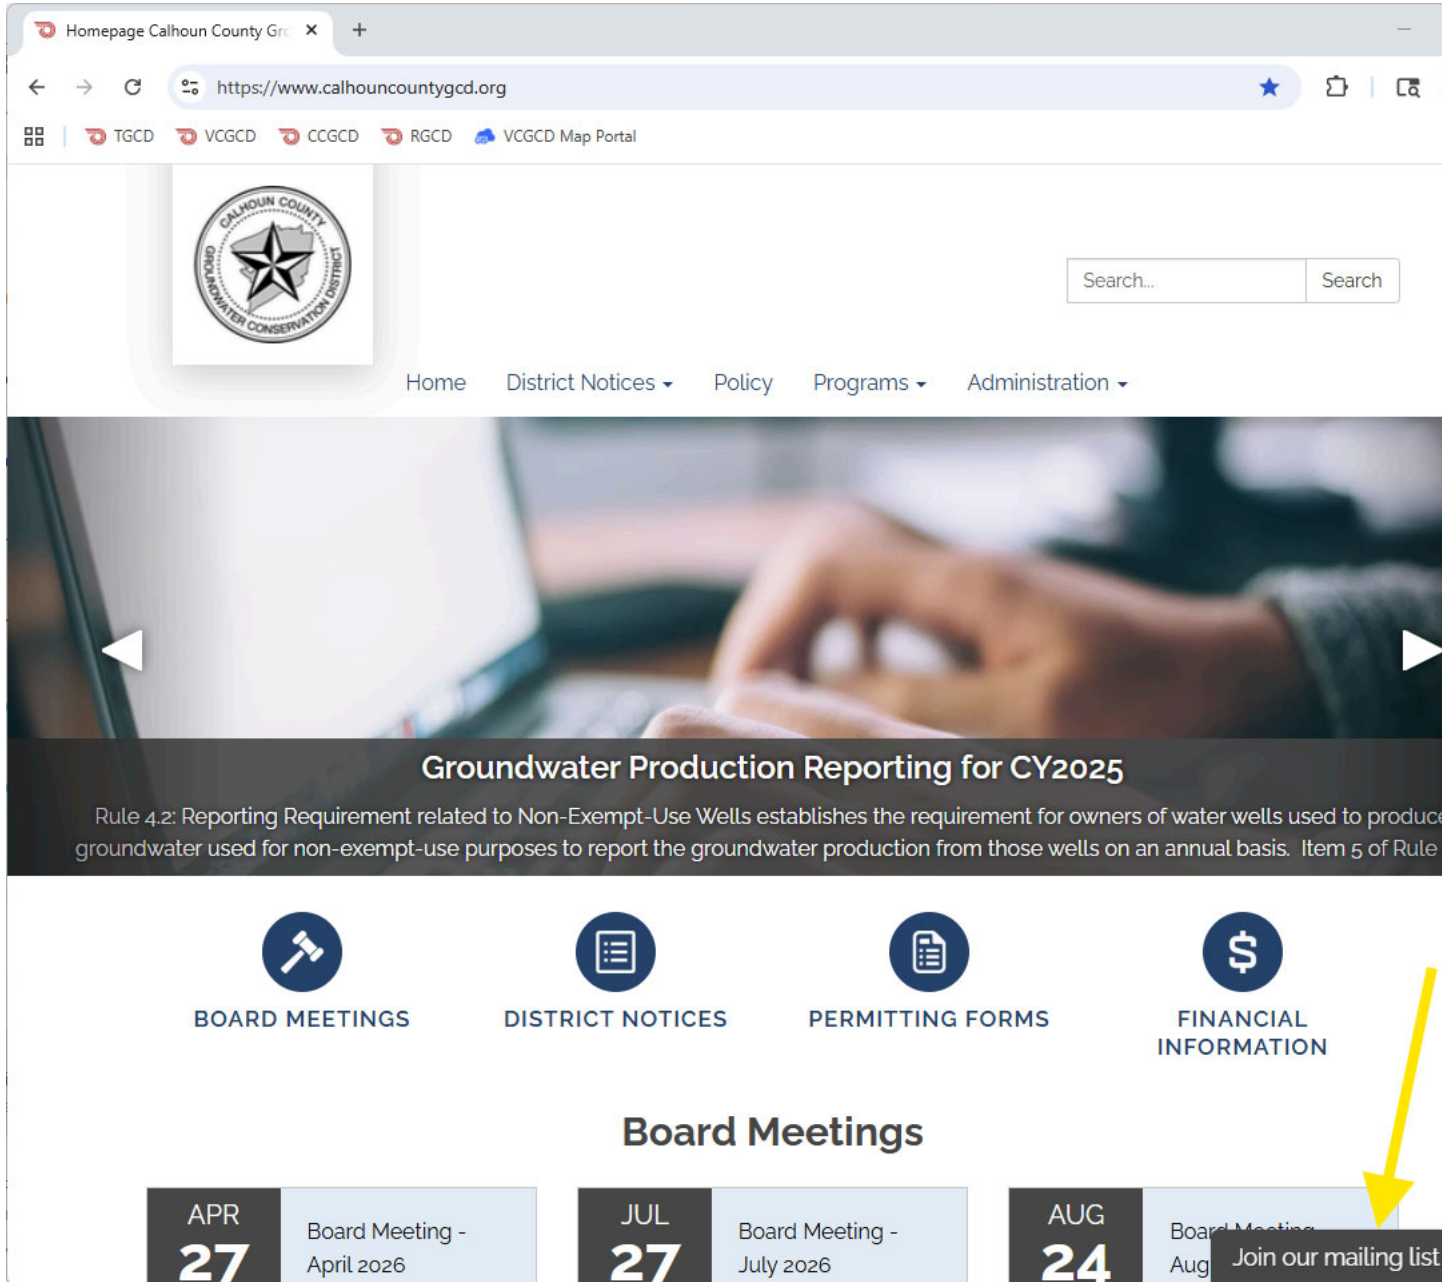 Homepage Calhoun County Gro
https://www.calhouncountygcd.org
TGCD VCGCD CCGCD RGCD VCGCD Map Portal
CALHOUN COUNTY
GROUNDWATER CONSERVATION DISTRICT
Search... Search
Home District Notices Policy Programs Administration
Groundwater Production Reporting for CY2025
Rule 4.2: Reporting Requirement related to Non-Exempt-Use Wells establishes the requirement for owners of water wells used to produce
groundwater used for non-exempt-use purposes to report the groundwater production from those wells on an annual basis. Item 5 of Rule
BOARD MEETINGS
DISTRICT NOTICES
PERMITTING FORMS
FINANCIAL
INFORMATION
Board Meetings
APR
27
Board Meeting -
April 2026
JUL
27
Board Meeting -
July 2026
AUG
24
Board Meeting
Aug
Join our mailing list